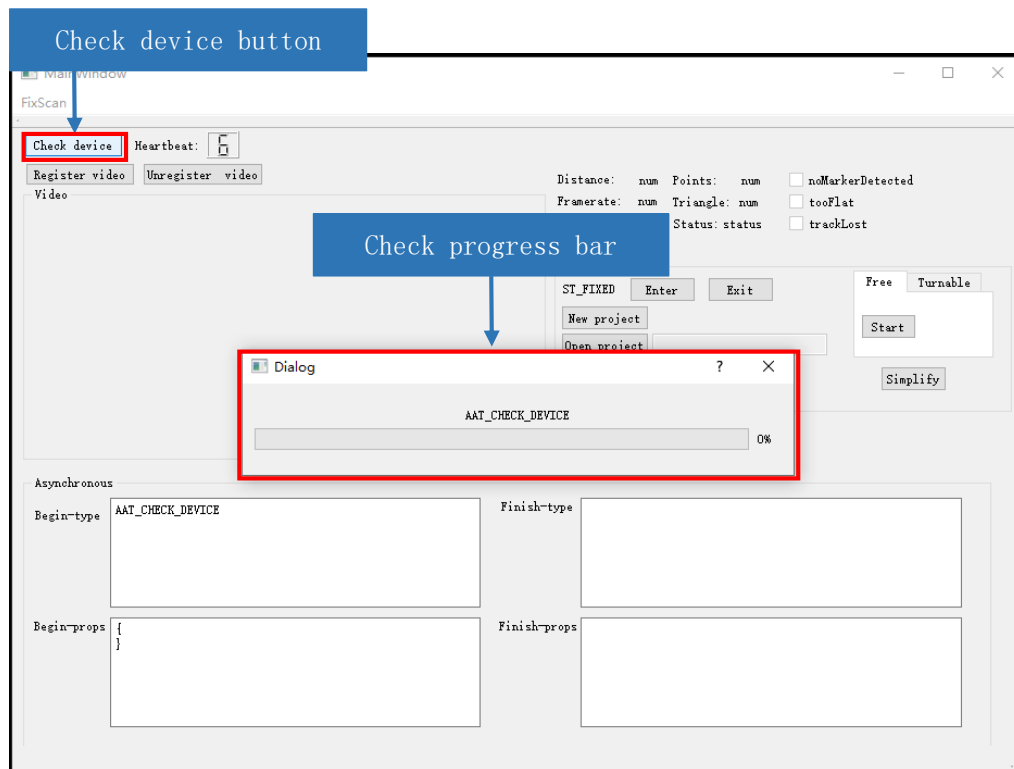 Check device button
MainWindow
FixScan
Check device
Heartbeat: 6
Register video
Unregister video
Video
Distance: num Points: num
noMarkerDetected
Framerate: num Triangle: num
tooFlat
Status: status
trackLost
Check progress bar
ST_FIXED
Enter
Exit
Free
Turnable
New project
Start
Open project
Simplify
Dialog
?
AAT_CHECK_DEVICE
0%
Asynchronous
Begin-type
AAT_CHECK_DEVICE
Finish-type
Begin-props
{
}
Finish-props